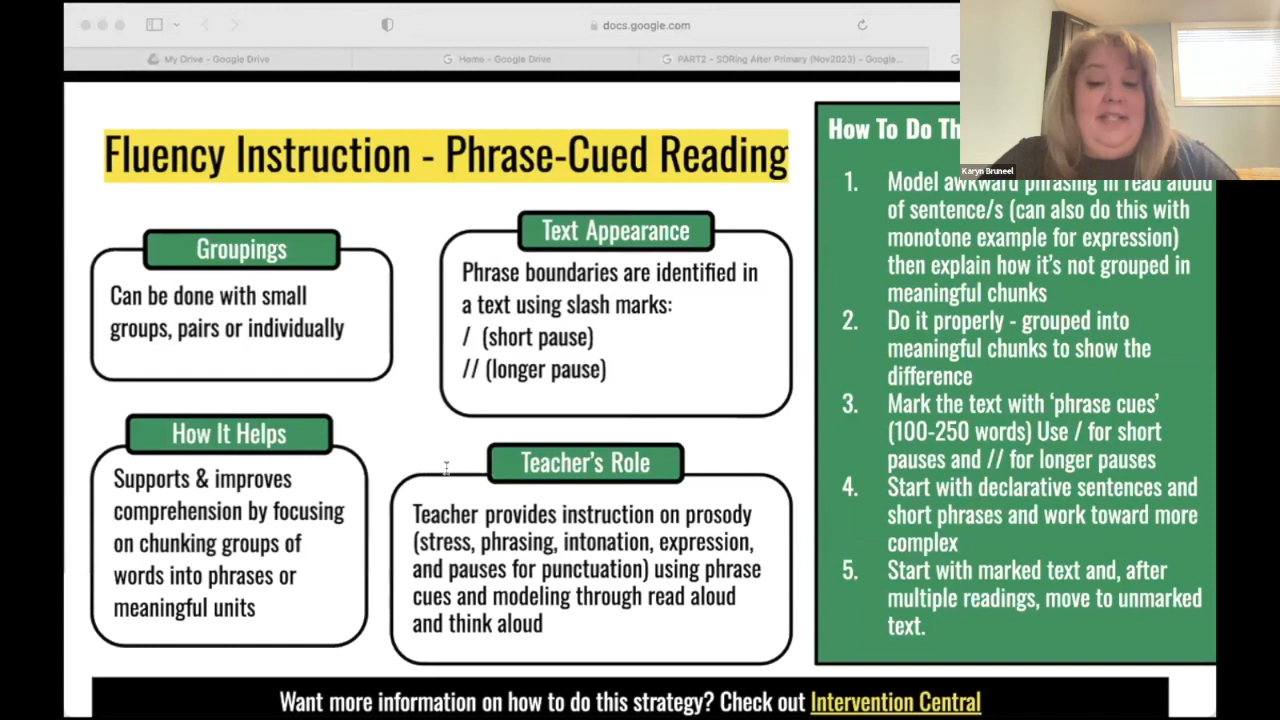 docs.google.com
My Drive - Google Drive
Home - Google Drive
PART2 - SORing After Primary (Nov2023) - Google...
Karyn Bruneel
Fluency Instruction - Phrase-Cued Reading
Groupings
Can be done with small
groups, pairs or individually
Text Appearance
Phrase boundaries are identified in
a text using slash marks:
/ (short pause)
// (longer pause)
How It Helps
Supports & improves
comprehension by focusing
on chunking groups of
words into phrases or
meaningful units
Teacher's Role
Teacher provides instruction on prosody
(stress, phrasing, intonation, expression,
and pauses for punctuation) using phrase
cues and modeling through read aloud
and think aloud
How To Do Th
1. Model awkward phrasing in read aloud
of sentence/s (can also do this with
monotone example for expression)
then explain how it's not grouped in
meaningful chunks
2. Do it properly - grouped into
meaningful chunks to show the
difference
3. Mark the text with 'phrase cues'
(100-250 words) Use / for short
pauses and // for longer pauses
4. Start with declarative sentences and
short phrases and work toward more
complex
5. Start with marked text and, after
multiple readings, move to unmarked
text.
Want more information on how to do this strategy? Check out Intervention Central